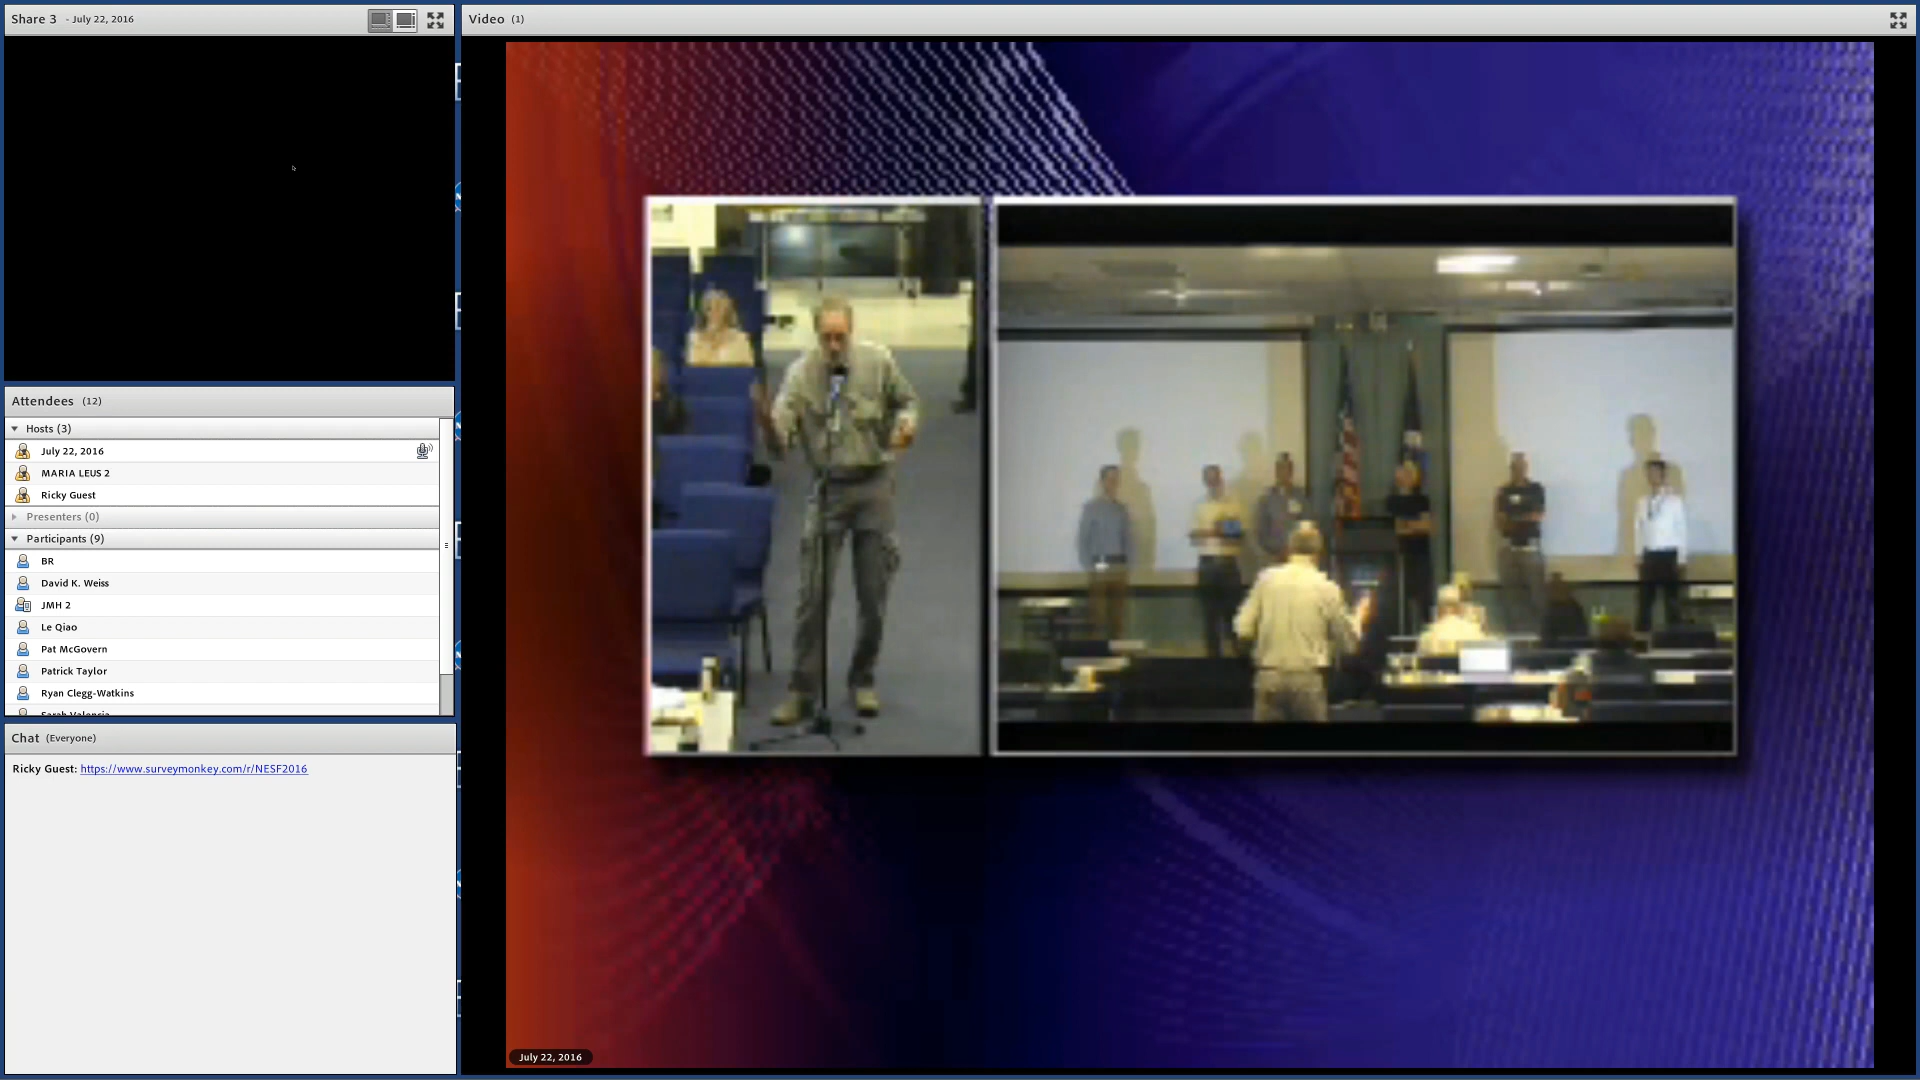 Share 3 - July 22, 2016
Attendees (12)
Hosts (3)
July 22, 2016
MARIA LEUS 2
Ricky Guest
Presenters (0)
Participants (9)
BR
David K. Weiss
JMH 2
Le Qiao
Pat McGovern
Patrick Taylor
Ryan Clegg-Watkins
Sarah Valencia
Chat (Everyone)
Ricky Guest: https://www.surveymonkey.com/r/NESF2016
Video (1)
July 22, 2016